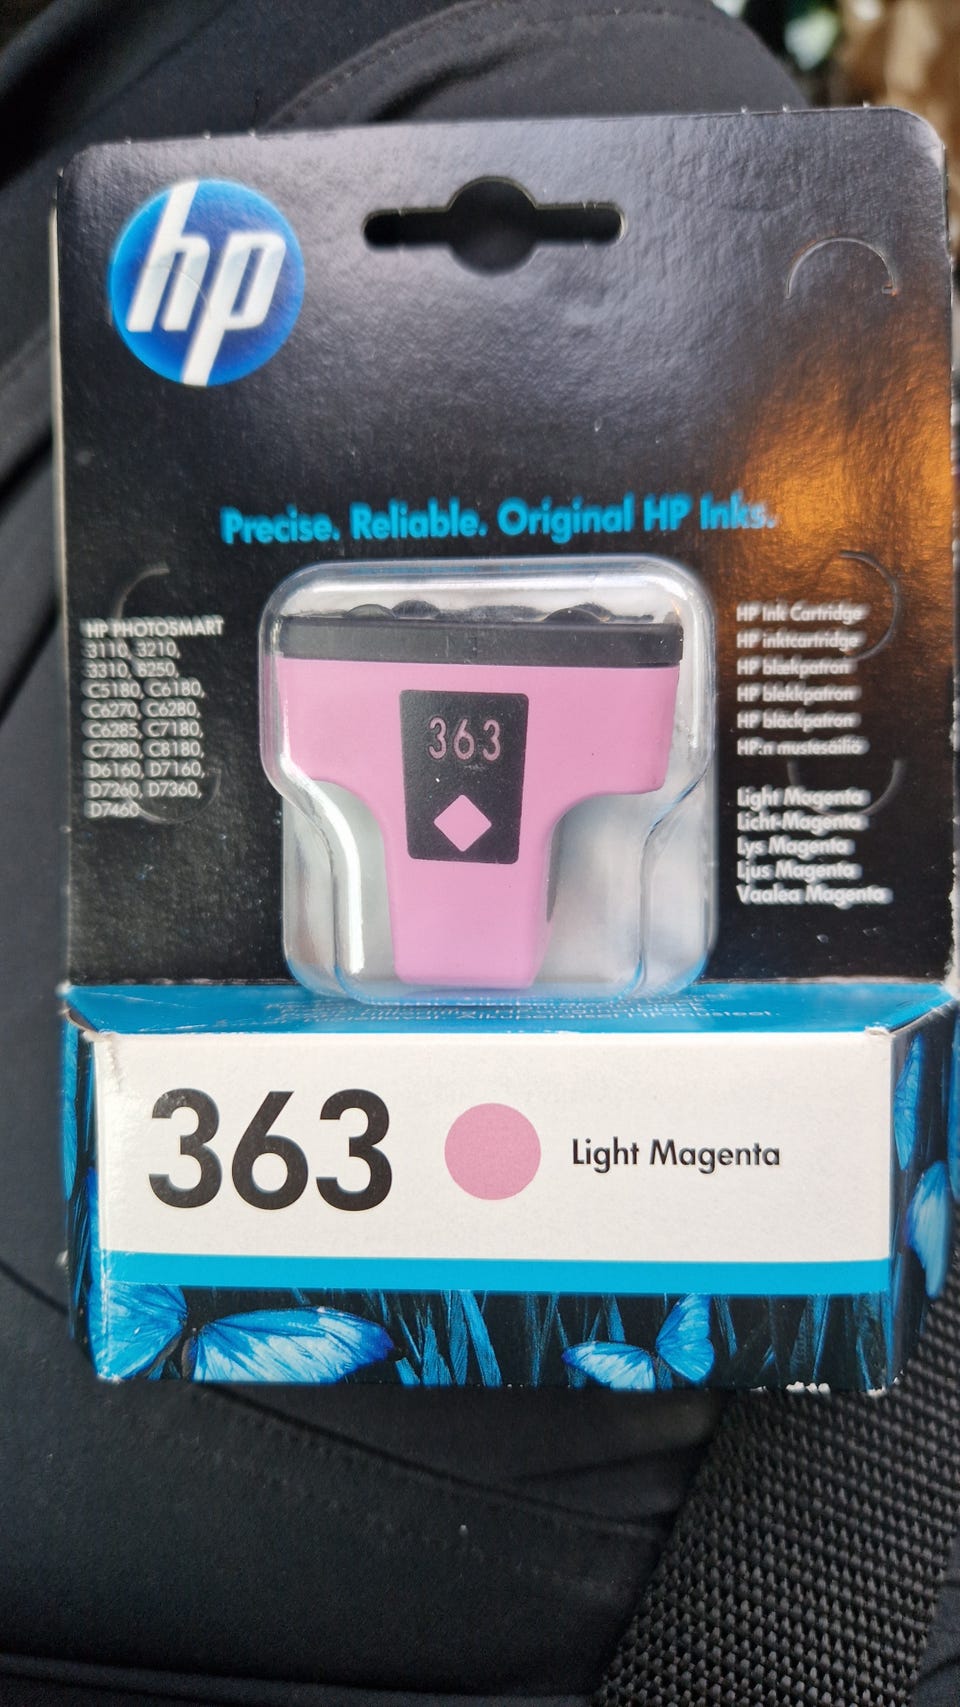 hp
Precise. Reliable. Original HP Inks.
HP PHOTOSMART
3110, 3210,
3310, 8250,
C5180, C6180,
C6270, C6280,
C6285, C7180,
C7280, C8180,
D6160, D7160,
D7260, D7360,
D7460
363
HP Ink Cartridge
HP inktcartridge
HP blækpatron
HP blekkpatron
HP bläckpatron
HP:n mustesäiliö
Light Magenta
Licht-Magenta
Lys Magenta
Ljus Magenta
Vaalea Magenta
363
Light Magenta